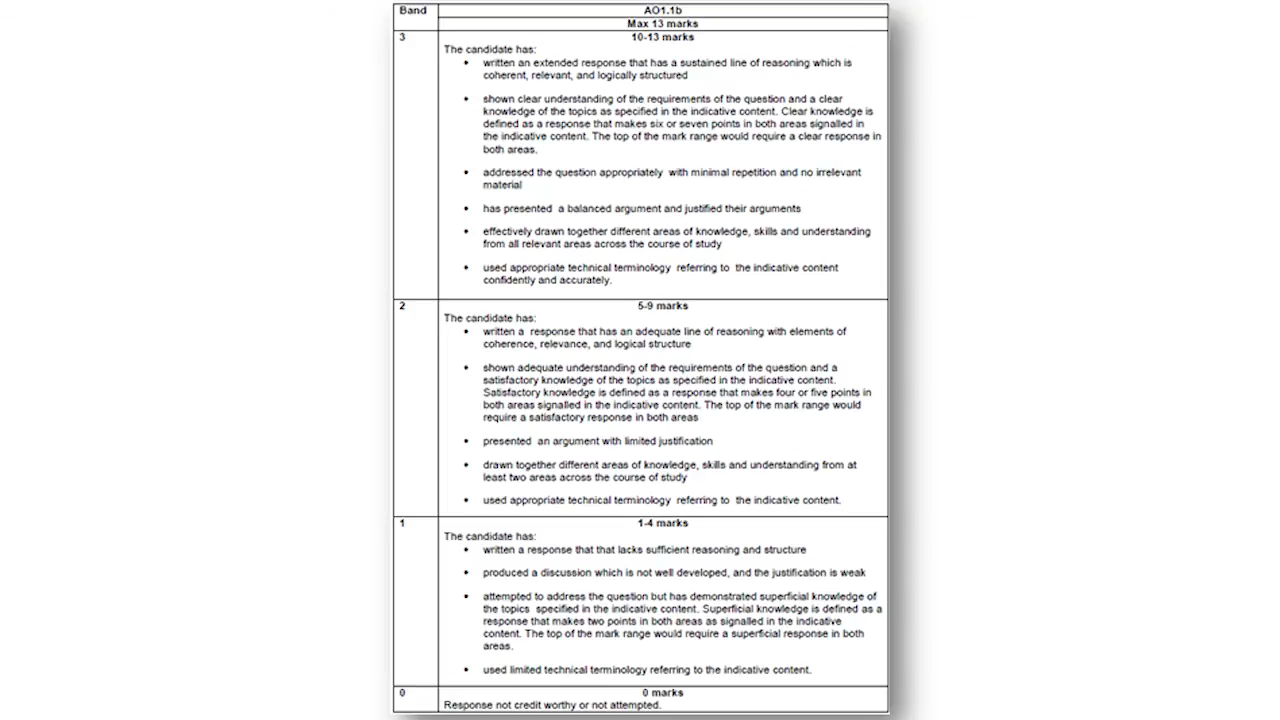 Band AO1.1b
Max 13 marks
3 10-13 marks
The candidate has:
• written an extended response that has a sustained line of reasoning which is
coherent, relevant, and logically structured
• shown clear understanding of the requirements of the question and a clear
knowledge of the topics as specified in the indicative content. Clear knowledge is
defined as a response that makes six or seven points in both areas signalled in
the indicative content. The top of the mark range would require a clear response in
both areas.
• addressed the question appropriately with minimal repetition and no irrelevant
material
• has presented a balanced argument and justified their arguments
• effectively drawn together different areas of knowledge, skills and understanding
from all relevant areas across the course of study
• used appropriate technical terminology referring to the indicative content
confidently and accurately.
2 5-9 marks
The candidate has:
• written a response that has an adequate line of reasoning with elements of
coherence, relevance, and logical structure
• shown adequate understanding of the requirements of the question and a
satisfactory knowledge of the topics as specified in the indicative content.
Satisfactory knowledge is defined as a response that makes four or five points in
both areas signalled in the indicative content. The top of the mark range would
require a satisfactory response in both areas
• presented an argument with limited justification
• drawn together different areas of knowledge, skills and understanding from at
least two areas across the course of study
• used appropriate technical terminology referring to the indicative content.
1 1-4 marks
The candidate has:
• written a response that that lacks sufficient reasoning and structure
• produced a discussion which is not well developed, and the justification is weak
• attempted to address the question but has demonstrated superficial knowledge of
the topics specified in the indicative content. Superficial knowledge is defined as a
response that makes two points in both areas as signalled in the indicative
content. The top of the mark range would require a superficial response in both
areas.
• used limited technical terminology referring to the indicative content.
0 0 marks
Response not credit worthy or not attempted.